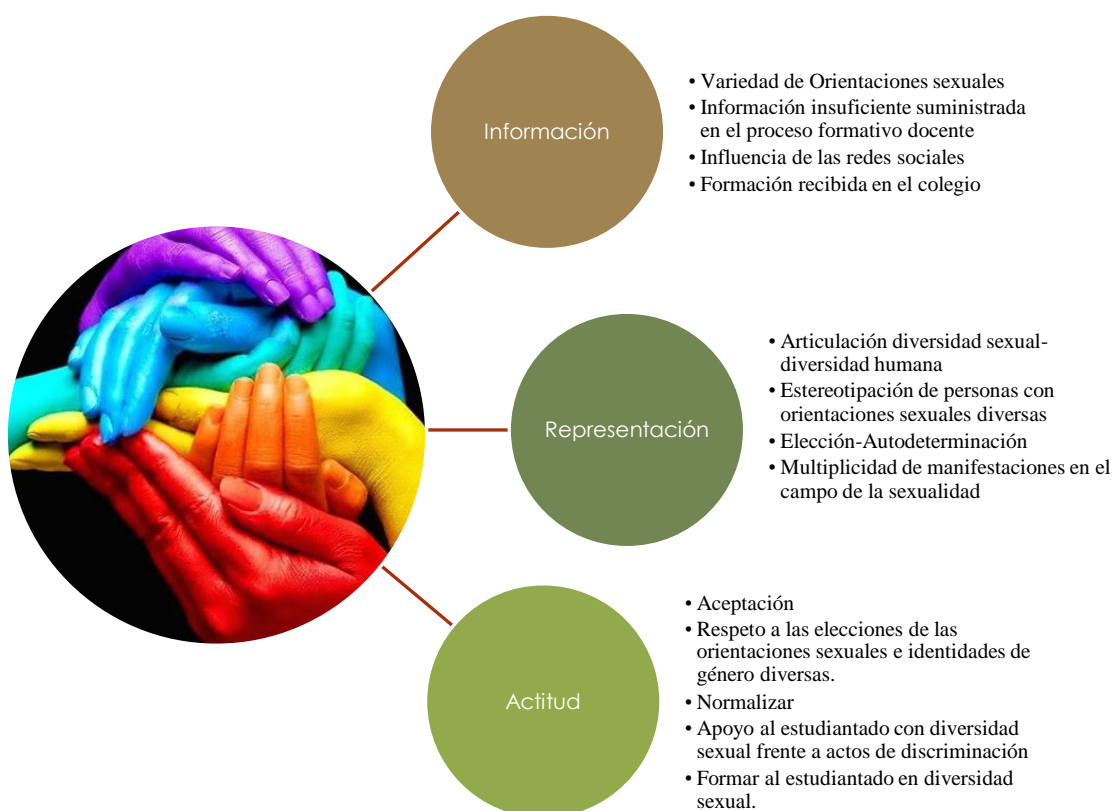 Información
• Variedad de Orientaciones sexuales
• Información insuficiente suministrada
en el proceso formativo docente
• Influencia de las redes sociales
• Formación recibida en el colegio
Representación
• Articulación diversidad sexual-
diversidad humana
• Estereotipación de personas con
orientaciones sexuales diversas
• Elección-Autodeterminación
• Multiplicidad de manifestaciones en el
campo de la sexualidad
Actitud
• Aceptación
• Respeto a las elecciones de las
orientaciones sexuales e identidades de
género diversas.
• Normalizar
• Apoyo al estudiantado con diversidad
sexual frente a actos de discriminación
• Formar al estudiantado en diversidad
sexual.